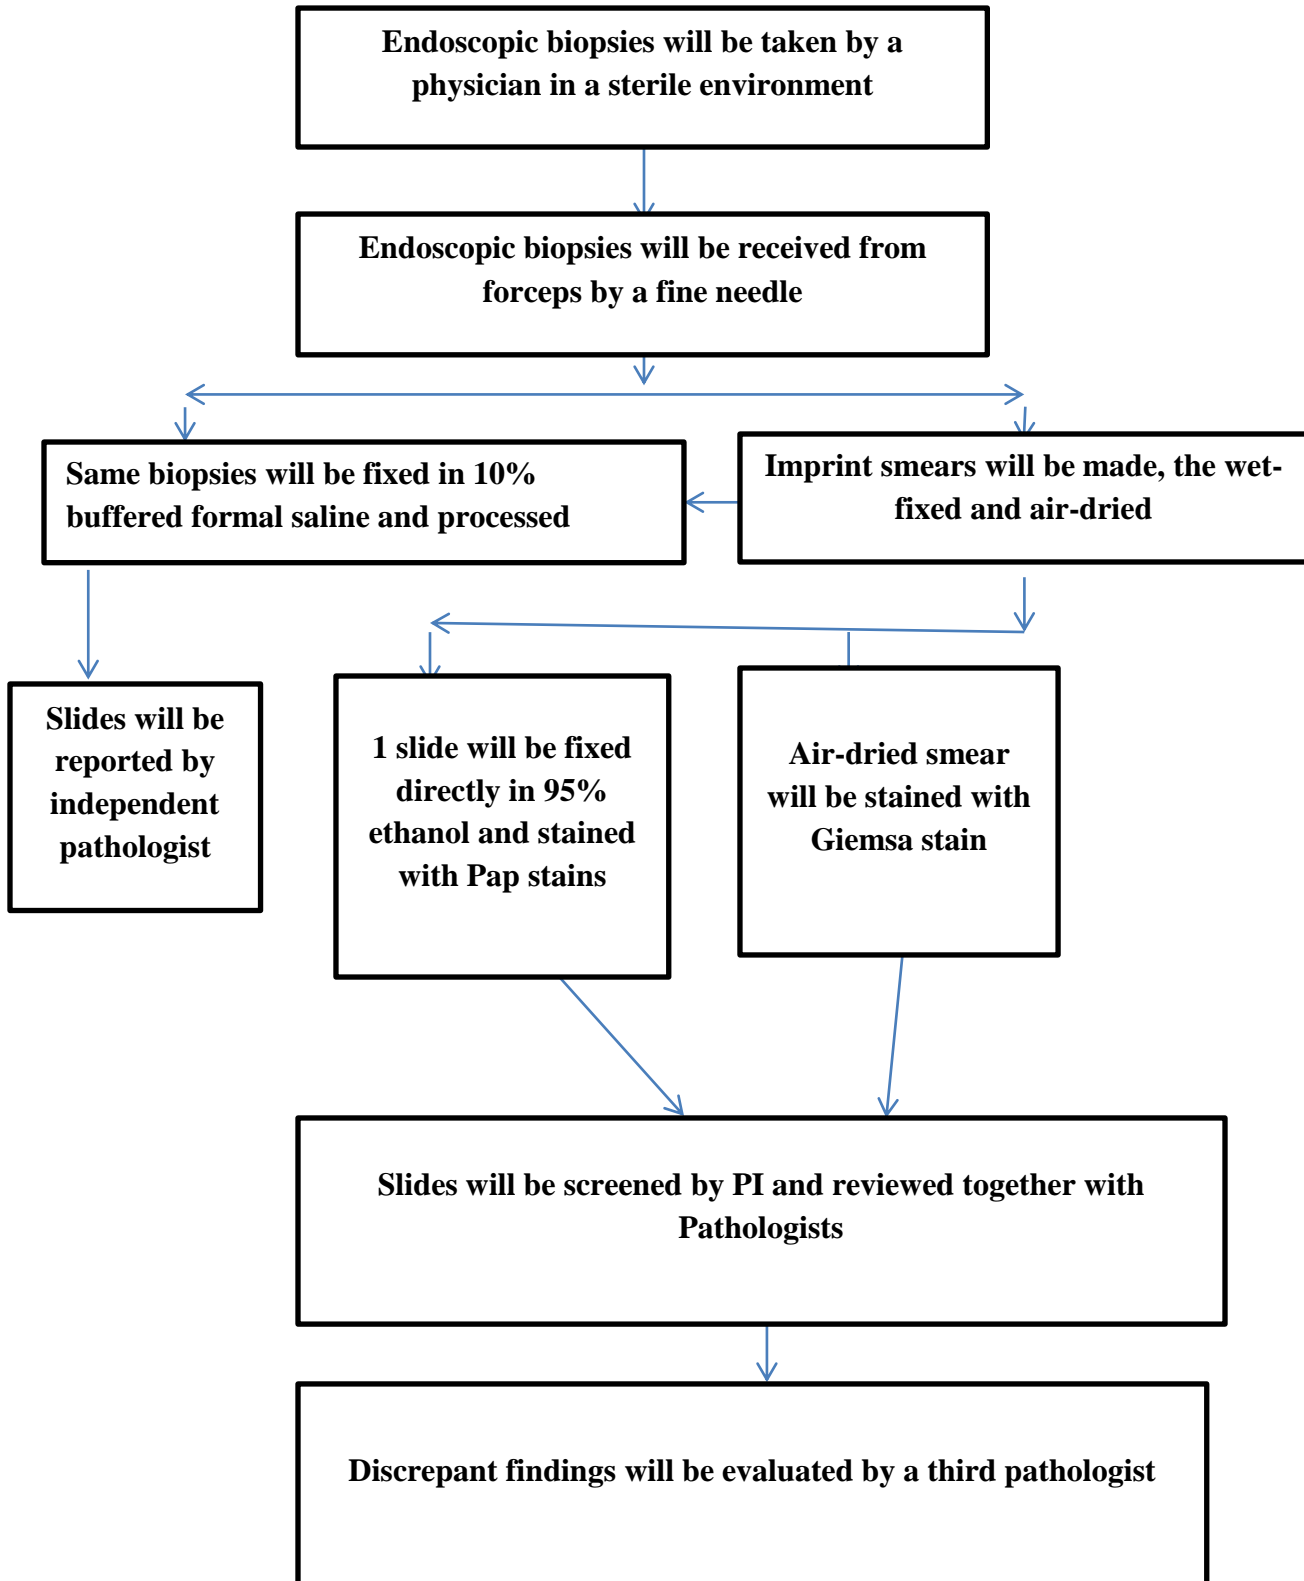 Endoscopic biopsies will be taken by a
physician in a sterile environment
Endoscopic biopsies will be received from
forceps by a fine needle
Same biopsies will be fixed in 10%
buffered formal saline and processed
Imprint smears will be made, the wet-
fixed and air-dried
Slides will be
reported by
independent
pathologist
1 slide will be fixed
directly in 95%
ethanol and stained
with Pap stains
Air-dried smear
will be stained with
Giemsa stain
Slides will be screened by PI and reviewed together with
Pathologists
Discrepant findings will be evaluated by a third pathologist